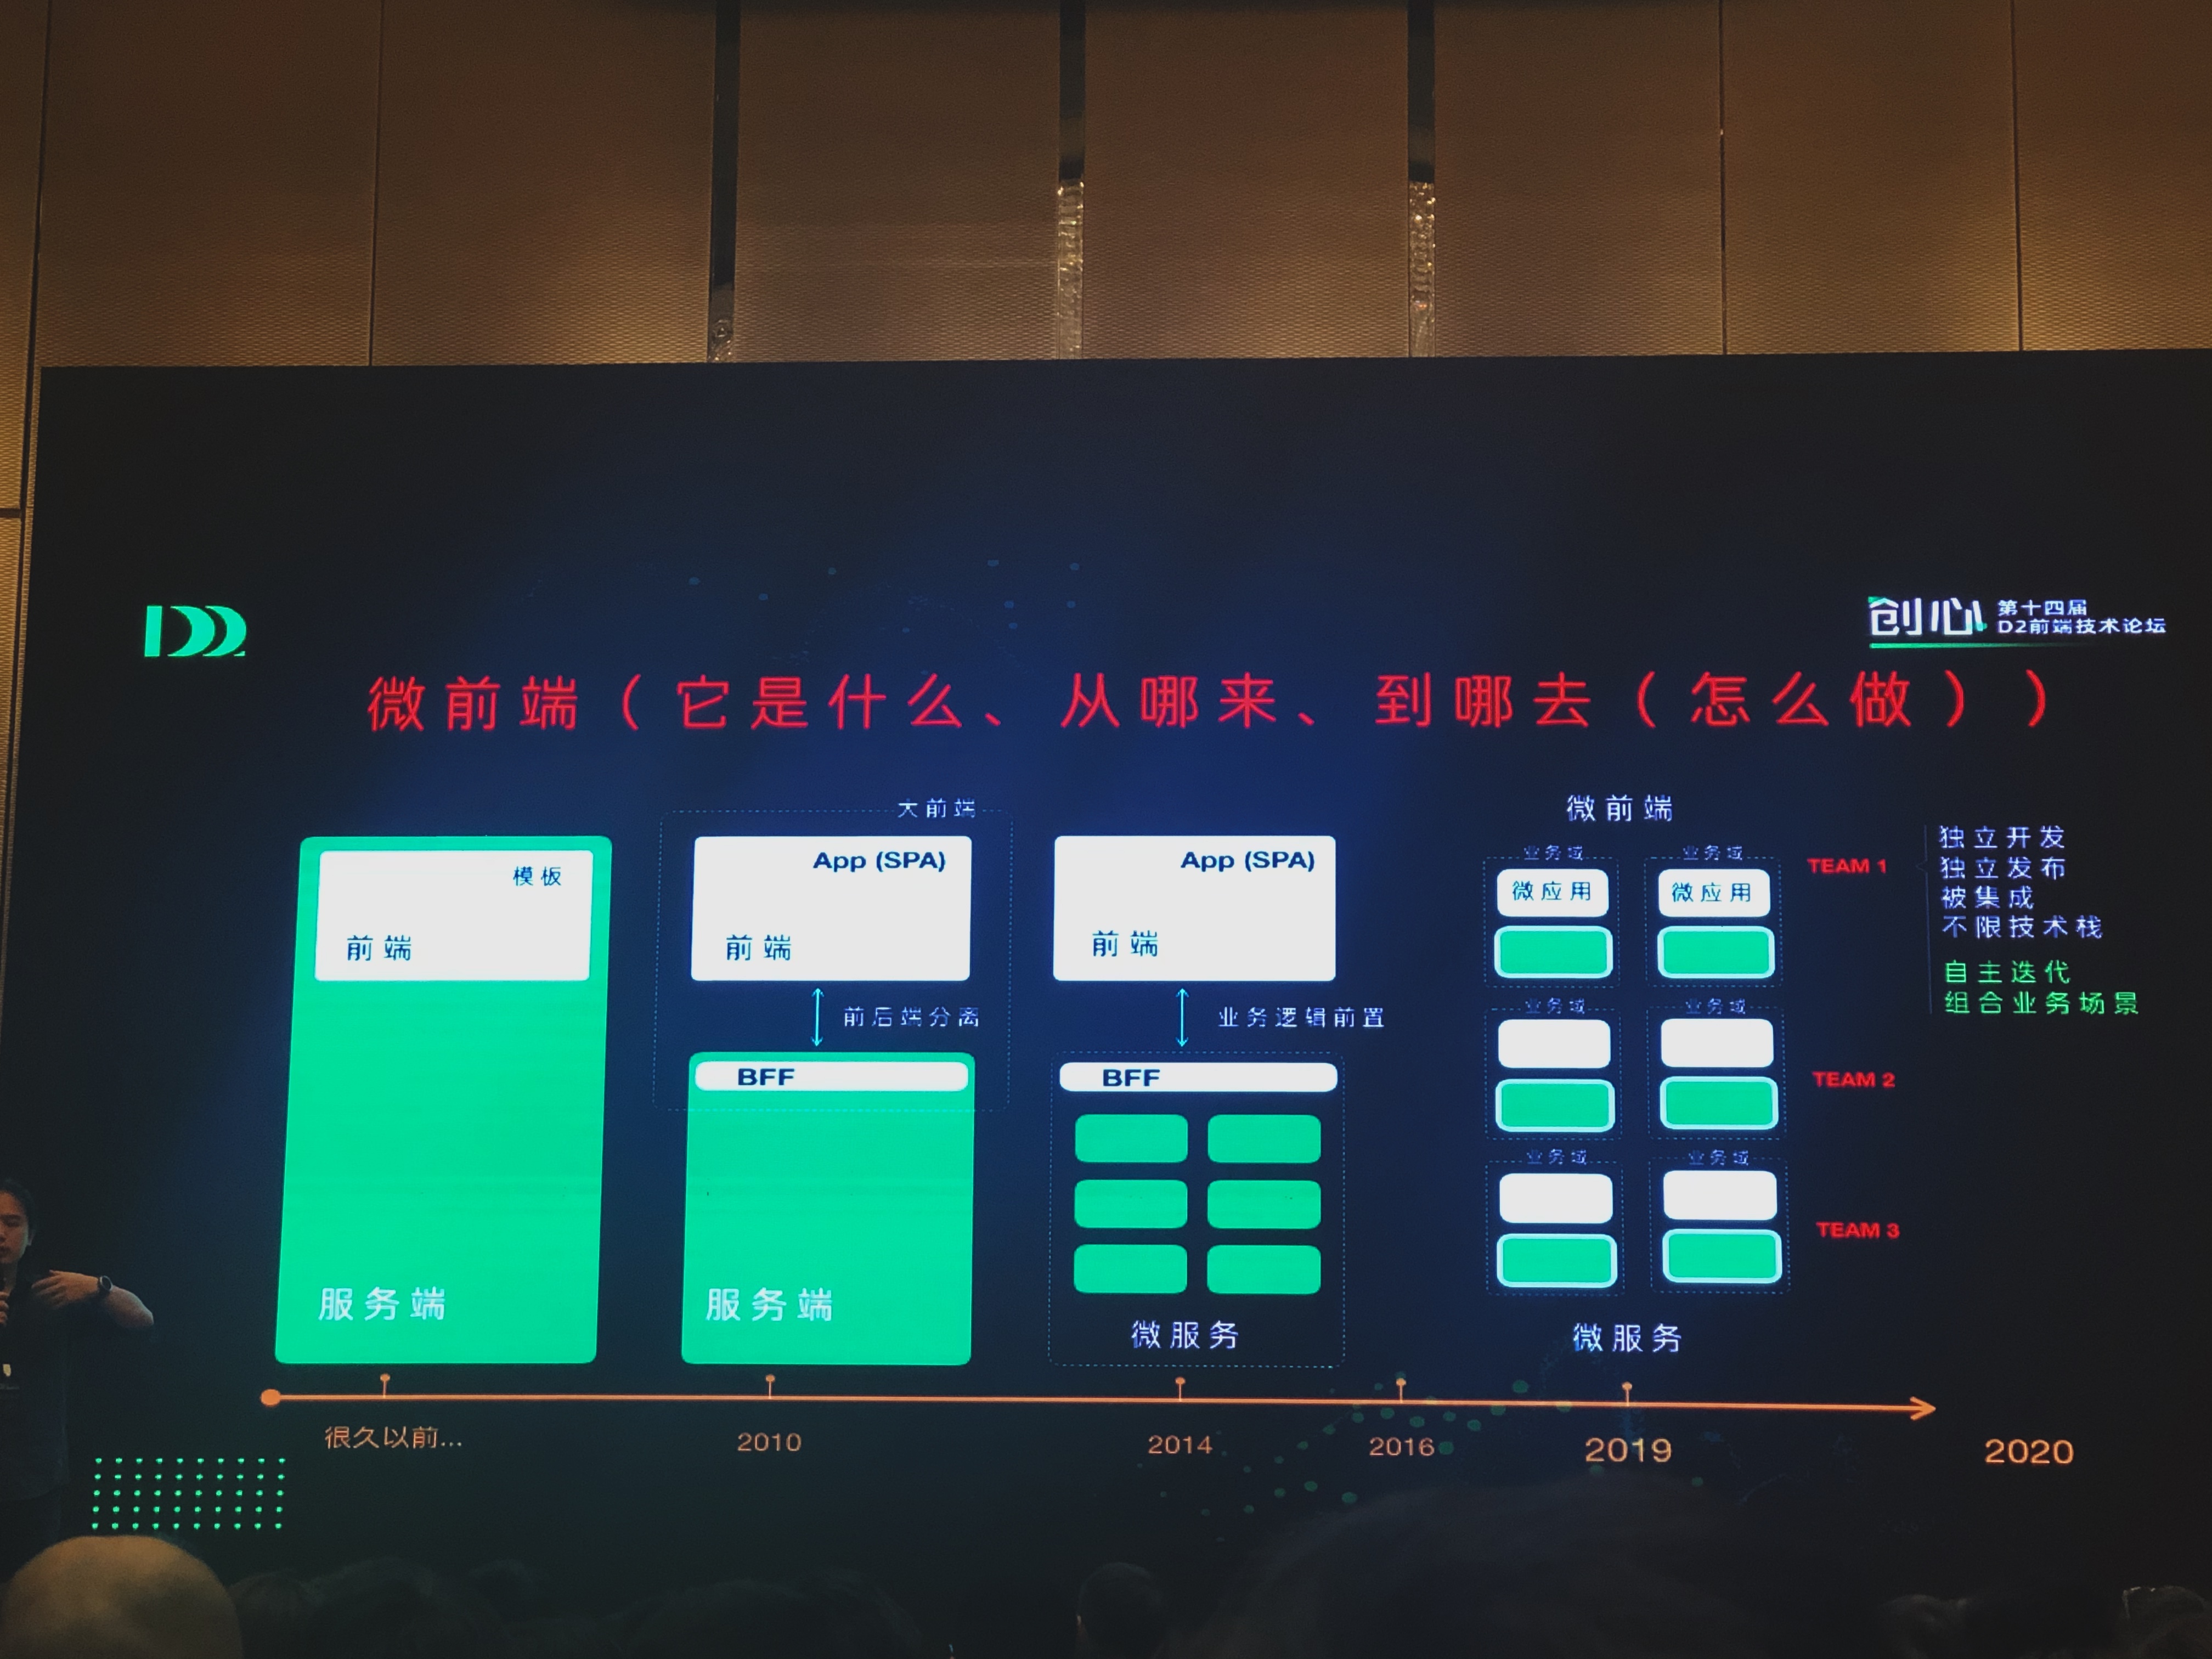 D2
创心
第十四届
D2前端技术论坛
微前端（它是什么、从哪来、到哪去（怎么做））
模板
前端
服务端
大前端
App (SPA)
前端
前后端分离
BFF
服务端
App (SPA)
前端
业务逻辑前置
BFF
微服务
微前端
业务域
业务域
微应用
微应用
TEAM 1
业务域
业务域
TEAM 2
业务域
业务域
TEAM 3
微服务
独立开发
独立发布
被集成
不限技术栈
自主迭代
组合业务场景
很久以前...
2010
2014
2016
2019
2020